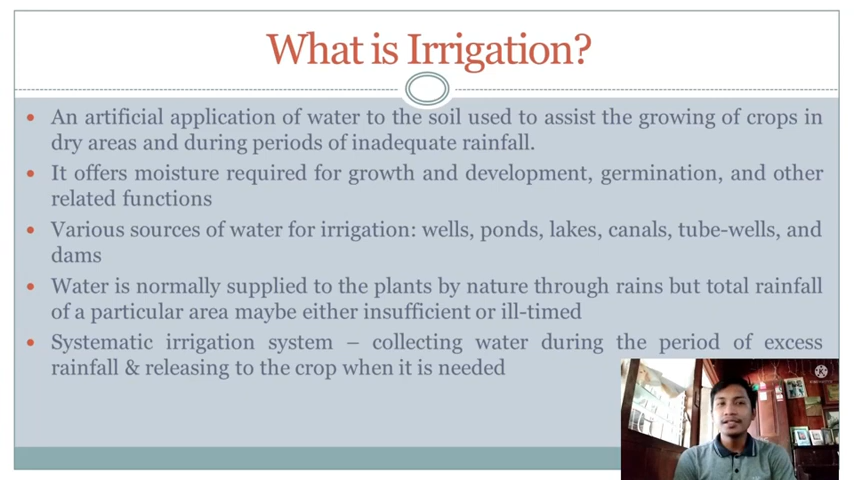 What is Irrigation?
An artificial application of water to the soil used to assist the growing of crops in
dry areas and during periods of inadequate rainfall.
It offers moisture required for growth and development, germination, and other
related functions
Various sources of water for irrigation: wells, ponds, lakes, canals, tube-wells, and
dams
Water is normally supplied to the plants by nature through rains but total rainfall
of a particular area maybe either insufficient or ill-timed
Systematic irrigation system – collecting water during the period of excess
rainfall & releasing to the crop when it is needed